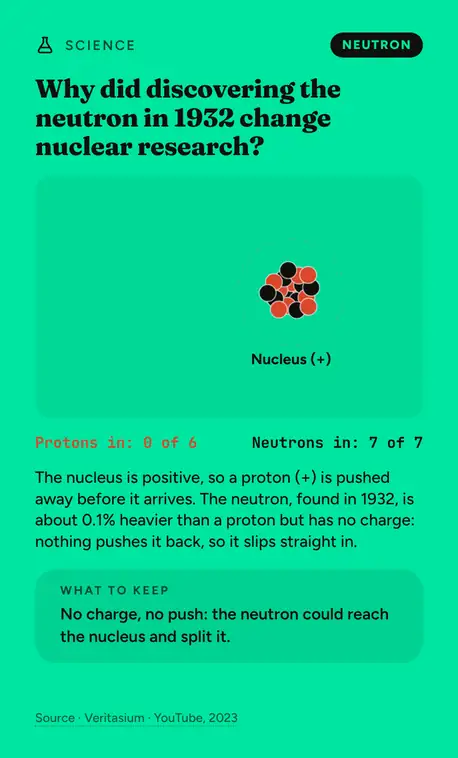 SCIENCE
NEUTRON
Why did discovering the
neutron in 1932 change
nuclear research?
Nucleus (+)
Protons in: 0 of 6
Neutrons in: 7 of 7
The nucleus is positive, so a proton (+) is pushed
away before it arrives. The neutron, found in 1932, is
about 0.1% heavier than a proton but has no charge:
nothing pushes it back, so it slips straight in.
WHAT TO KEEP
No charge, no push: the neutron could reach
the nucleus and split it.
Source · Veritasium · YouTube, 2023